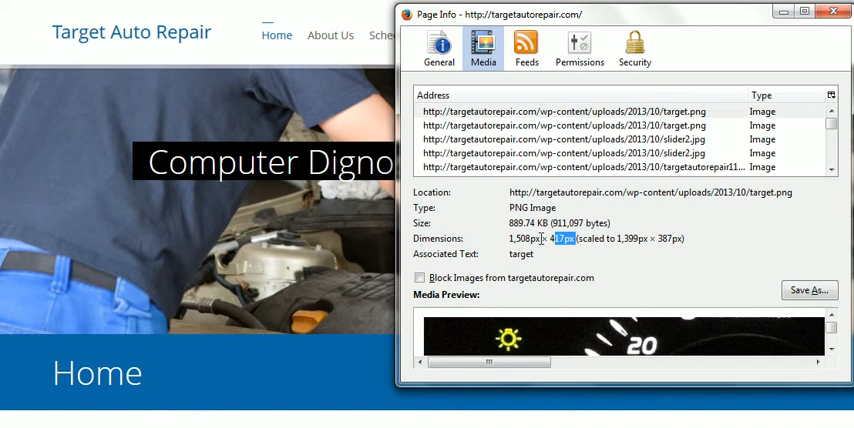 Target Auto Repair
Home
About Us
Sche
Computer Digno
Home
Page Info - http://targetautorepair.com/
General
Media
Feeds
Permissions
Security
Address
Type
http://targetautorepair.com/wp-content/uploads/2013/10/target.png Image
http://targetautorepair.com/wp-content/uploads/2013/10/target.png Image
http://targetautorepair.com/wp-content/uploads/2013/10/slider2.jpg Image
http://targetautorepair.com/wp-content/uploads/2013/10/slider2.jpg Image
http://targetautorepair.com/wp-content/uploads/2013/10/targetautorepair11... Image
Location: http://targetautorepair.com/wp-content/uploads/2013/10/target.png
Type: PNG Image
Size: 889.74 KB (911,097 bytes)
Dimensions: 1,508px × 417px (scaled to 1,399px × 387px)
Associated Text: target
Block Images from targetautorepair.com
Save As...
Media Preview:
20